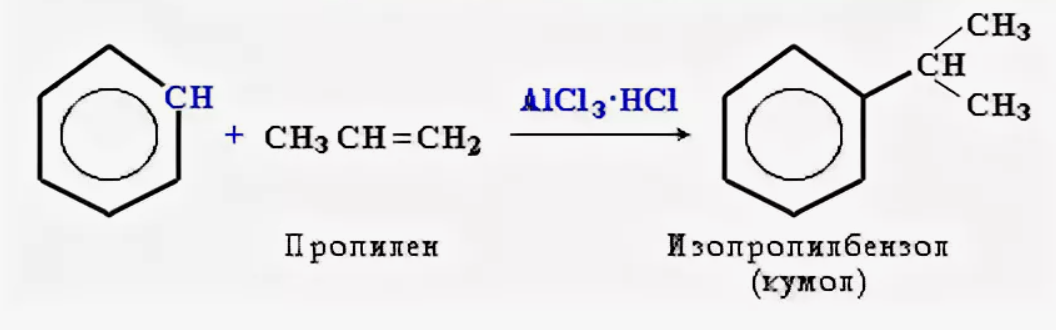 CH₃
CH
CH₃
CH
+
CH₃ CH=CH₂
AlCl₃·HCl
Пропилен
Изопропилбензол
(кумол)